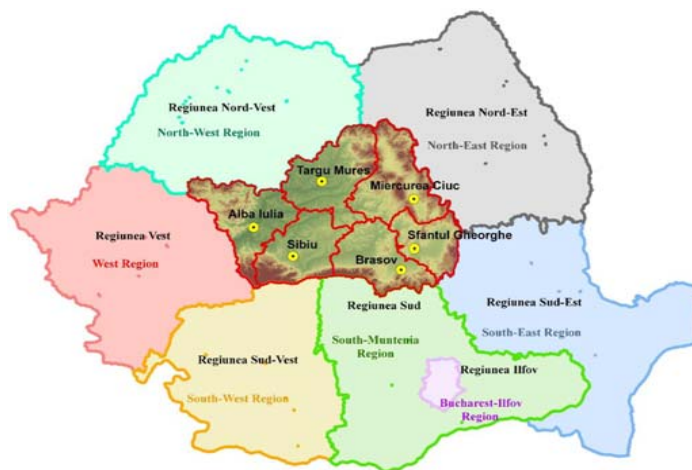 Regiunea Nord-Vest
North-West Region
Regiunea Nord-Est
North-East Region
Targu Mures
Miercurea Ciuc
Alba Iulia
Sfantul Gheorghe
Sibiu
Brasov
Regiunea Vest
West Region
Regiunea Sud
South-Muntenia
Region
Regiunea Sud-Est
South-East Region
Regiunea Sud-Vest
South-West Region
Regiunea Ilfov
Bucharest-Ilfov
Region